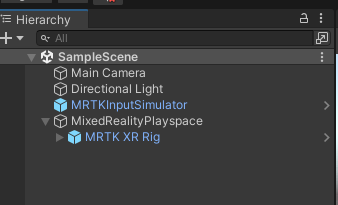 Hierarchy
All
SampleScene
Main Camera
Directional Light
MRTKInputSimulator
MixedRealityPlayspace
MRTK XR Rig